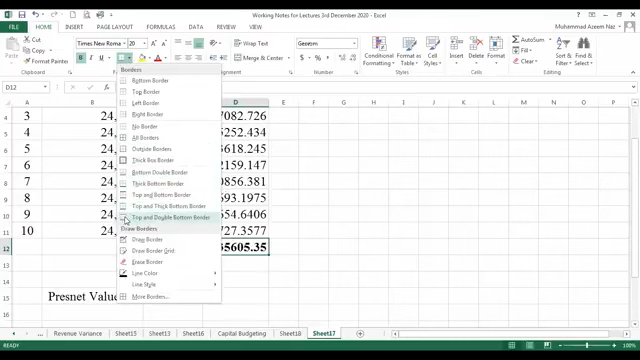 Working Notes for Lectures 3rd December 2020 - Excel
Muhammad Azeem Naz
FILE HOME INSERT PAGE LAYOUT FORMULAS DATA REVIEW VIEW
Cut
Copy
Format Painter
Paste
Times New Roma 20
B I U
Wrap Text
Merge & Center
General
Conditional Formatting
Format as Table
Cell Styles
Insert Delete Format
AutoSum
Fill
Clear
Sort & Filter
Find & Select
D12
A B D E F G H I J K L
Borders
Bottom Border
Top Border
Left Border
Right Border
No Border
All Borders
Outside Borders
Thick Box Border
Bottom Double Border
Thick Bottom Border
Top and Bottom Border
Top and Thick Bottom Border
Top and Double Bottom Border
Draw Borders
Draw Border
Draw Border Grid
Erase Border
Line Color
Line Style
More Borders...
4 3 24, 7082.726
5 4 24, 5252.434
6 5 24, 3618.245
7 6 24, 2159.147
8 7 24, 0856.381
9 8 24, 9693.1975
10 9 24, 654.6406
11 10 24, 727.3577
12 35605.35
13
14
15 Presnet Value
16
17
Revenue Variance Sheet15 Sheet13 Sheet16 Capital Budgeting Sheet18 Sheet17
READY
100%